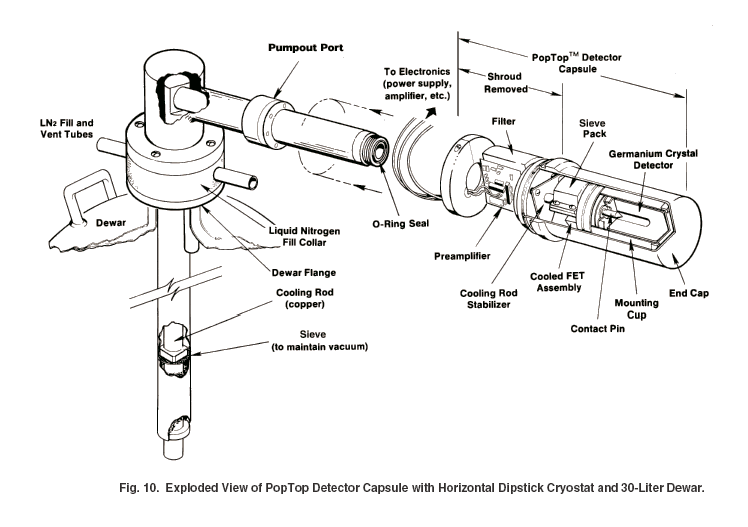 Pumpout Port
PopTop™ Detector
Capsule
To Electronics
(power supply,
amplifier, etc.)
Shroud
Removed
LN2 Fill and
Vent Tubes
Filter
Sieve
Pack
Germanium Crystal
Detector
Dewar
O-Ring Seal
Liquid Nitrogen
Fill Collar
Preamplifier
Dewar Flange
Cooling Rod
(copper)
Cooling Rod
Stabilizer
Cooled FET
Assembly
End Cap
Mounting
Cup
Contact Pin
Sieve
(to maintain vacuum)
Fig. 10. Exploded View of PopTop Detector Capsule with Horizontal Dipstick Cryostat and 30-Liter Dewar.